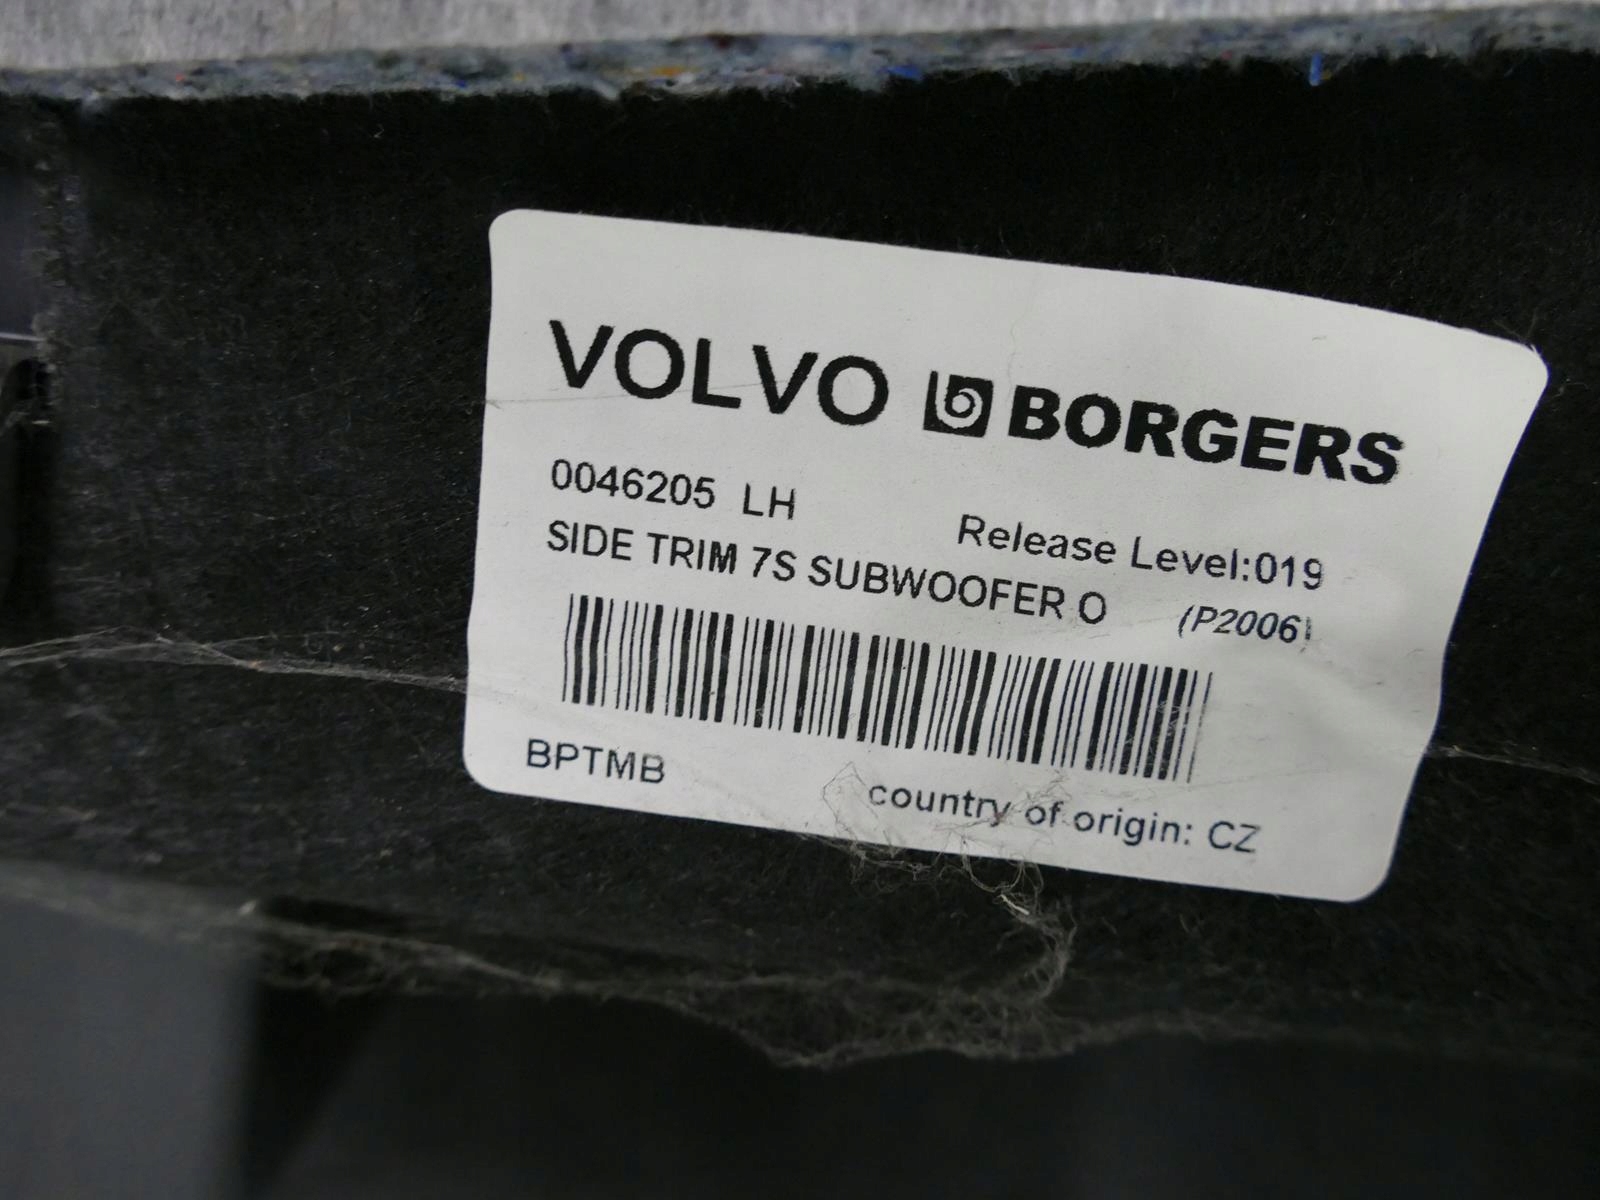 VOLVO BORGERS
0046205 LH
Release Level:019
SIDE TRIM 7S SUBWOOFER O
(P2006)
BPTMB
country of origin: CZ